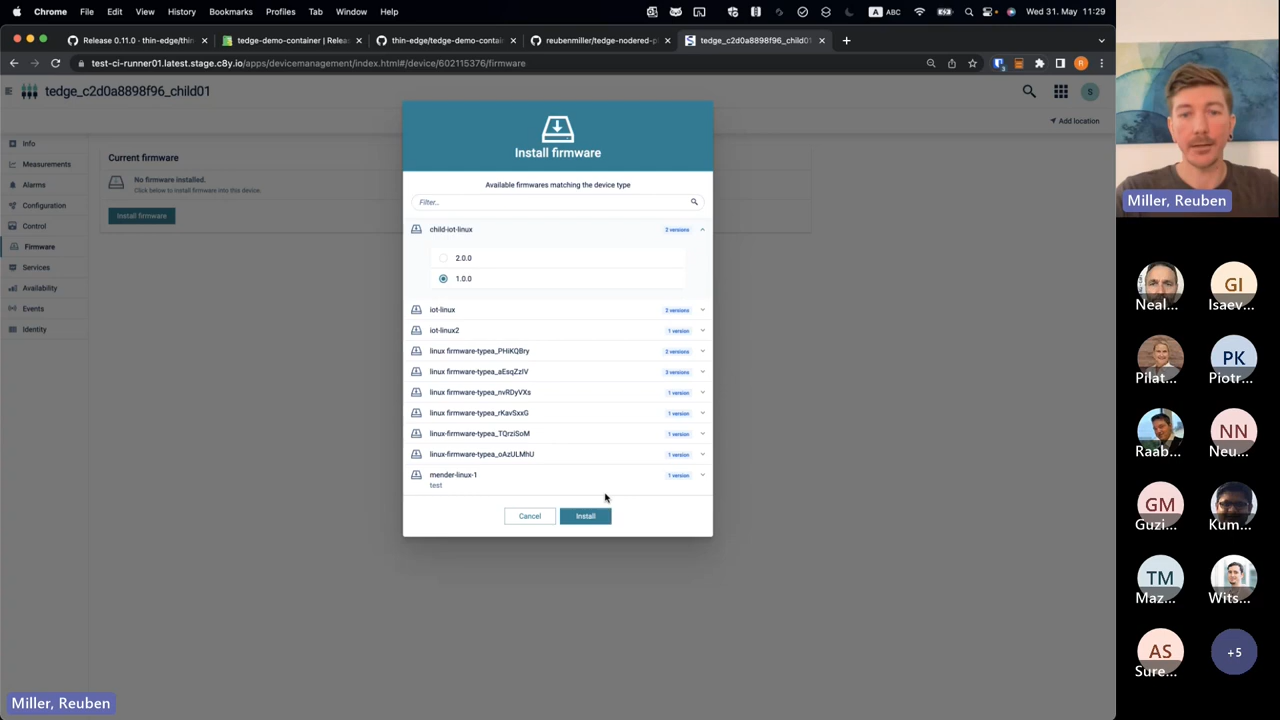 Chrome File Edit View History Bookmarks Profiles Tab Window Help A ABC Wed 31. May 11:29
Release 0.11.0 · thin-edge/thin
tedge-demo-container | Relea
thin-edge/tedge-demo-contai
reubenmiller/tedge-nodered-p
tedge_c2d0a8898f96_child01
test-ci-runner01.latest.stage.c8y.io/apps/devicemanagement/index.html#/device/602115376/firmware
R
tedge_c2d0a8898f96_child01
S
Add location
Info
Measurements
Alarms
Configuration
Control
Firmware
Services
Availability
Events
Identity
Current firmware
No firmware installed.
Click below to install firmware into this device.
Install firmware
Install firmware
Available firmwares matching the device type
Filter…
child-iot-linux 2 versions
2.0.0
1.0.0
iot-linux 2 versions
iot-linux2 1 version
linux firmware-typea_PHiKQBry 2 versions
linux firmware-typea_aEsqZzIV 2 versions
linux firmware-typea_nvRDyVXs 1 version
linux firmware-typea_rKavSxxG 1 version
linux-firmware-typea_TQrziSoM 1 version
linux-firmware-typea_oAzULMhU 1 version
mender-linux-1 1 version
test
Cancel Install
Miller, Reuben
Miller, Reuben
Neal…
GI
Isaev…
Pilat…
PK
Piotr…
Raab…
NN
Neu…
GM
Guzi…
Kum…
TM
Maz…
Wits…
AS
Sure…
+5